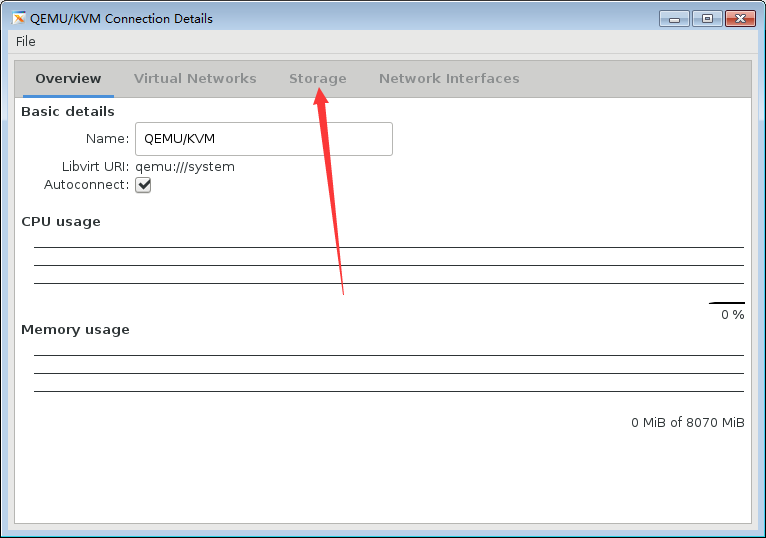 QEMU/KVM Connection Details
File
Overview Virtual Networks Storage Network Interfaces
Basic details
Name: QEMU/KVM
Libvirt URI: qemu:///system
Autoconnect:
CPU usage
0 %
Memory usage
0 MiB of 8070 MiB